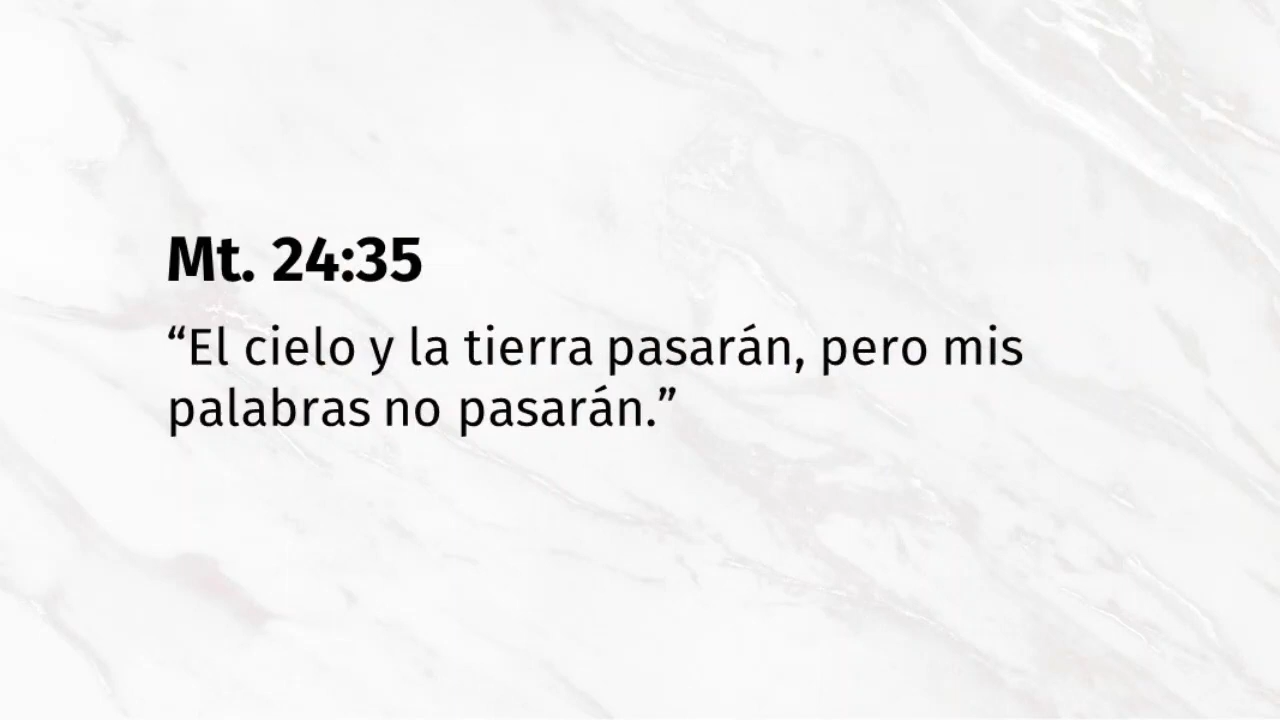 Mt. 24:35
“El cielo y la tierra pasarán, pero mis
palabras no pasarán.”